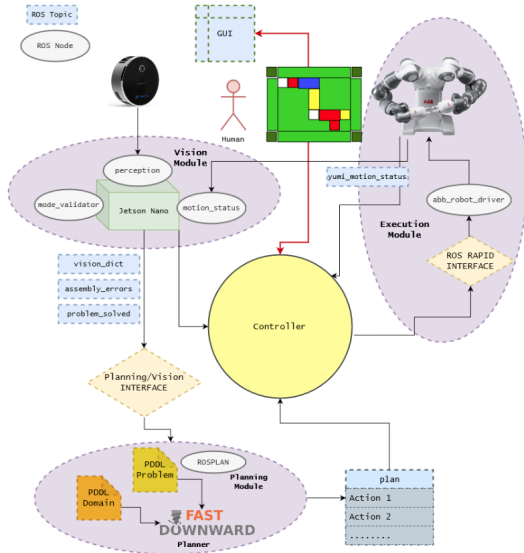 ROS Topic
ROS Node
GUI
Human
ABB
Vision
Module
perception
mode_validator
Jetson Nano
motion_status
yumi_motion_status
abb_robot_driver
Execution
Module
ROS RAPID
INTERFACE
vision_dict
assembly_errors
problem_solved
Controller
Planning/Vision
INTERFACE
PDDL
Problem
ROSPLAN
Planning
Module
PDDL
Domain
FAST
DOWNWARD
Planner
plan
Action 1
Action 2
........